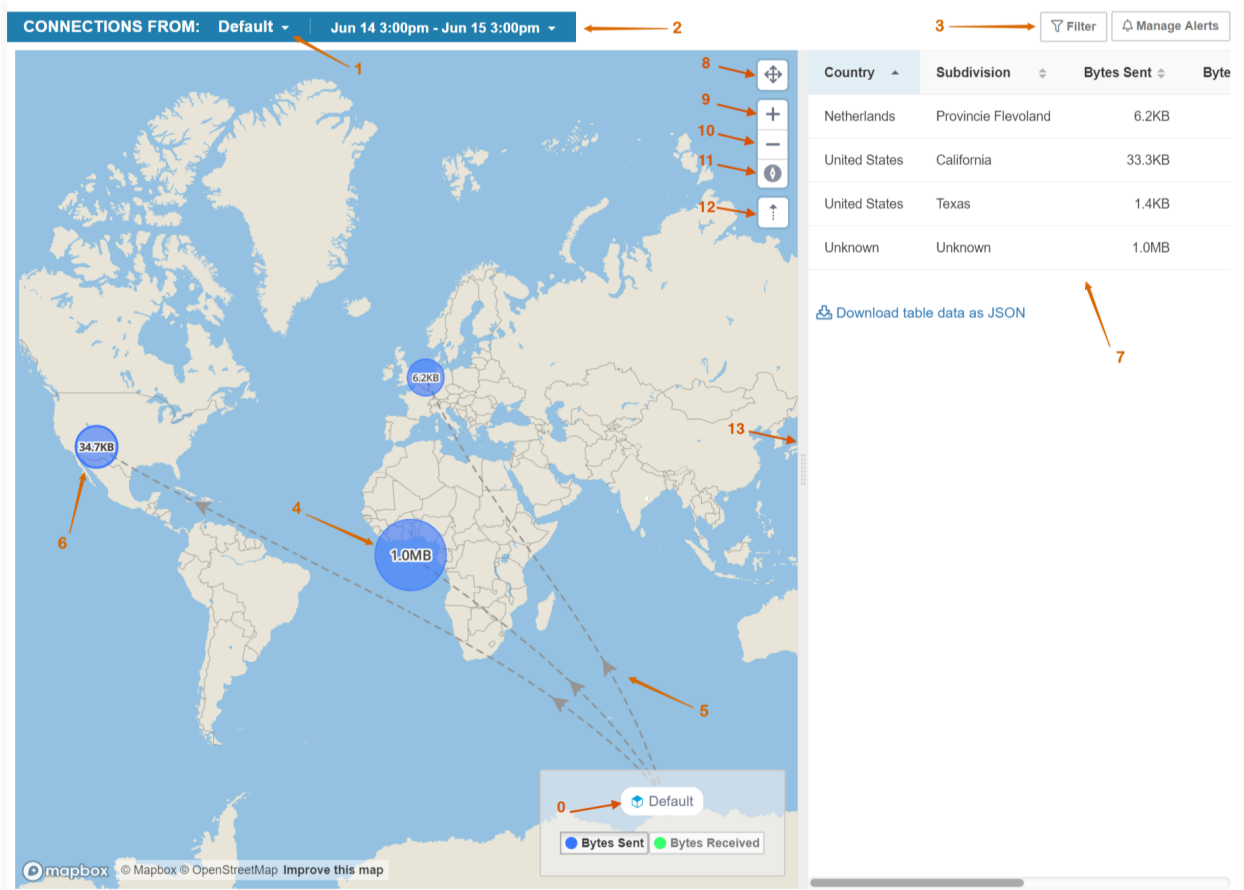 CONNECTIONS FROM: Default Jun 14 3:00pm - Jun 15 3:00pm 2
3 Filter Manage Alerts
1
8
9
10
11
12
Country Subdivision Bytes Sent Byte
Netherlands Provincie Flevoland 6.2KB
United States California 33.3KB
United States Texas 1.4KB
Unknown Unknown 1.0MB
Download table data as JSON
7
6.2KB
13
34.7KB
4
6
1.0MB
5
0 Default
Bytes Sent Bytes Received
mapbox © Mapbox © OpenStreetMap Improve this map